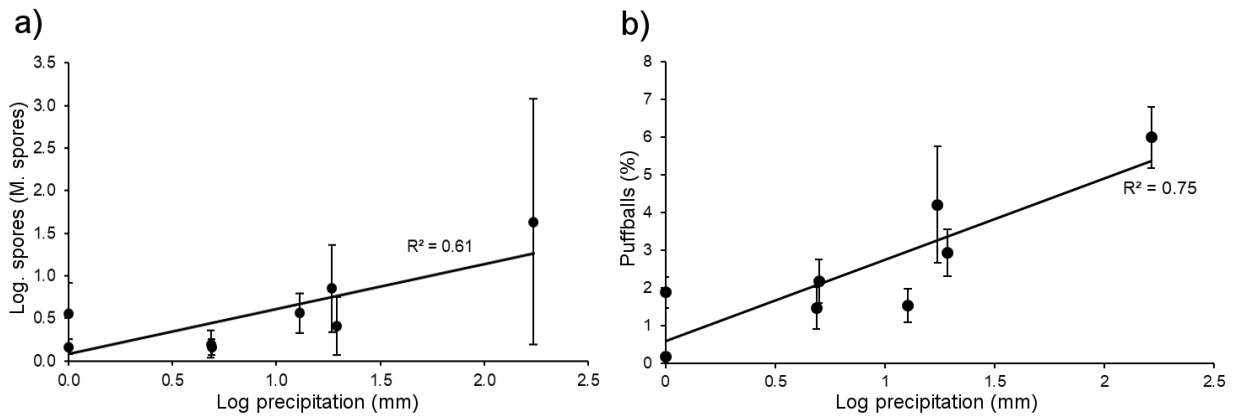 a)
3.5
3.0
2.5
2.0
1.5
1.0
0.5
0.0
Log. spores (M. spores)
R² = 0.61
0.0 0.5 1.0 1.5 2.0 2.5
Log precipitation (mm)
b)
8
7
6
5
4
3
2
1
0
Puffballs (%)
R² = 0.75
0 0.5 1 1.5 2 2.5
Log precipitation (mm)